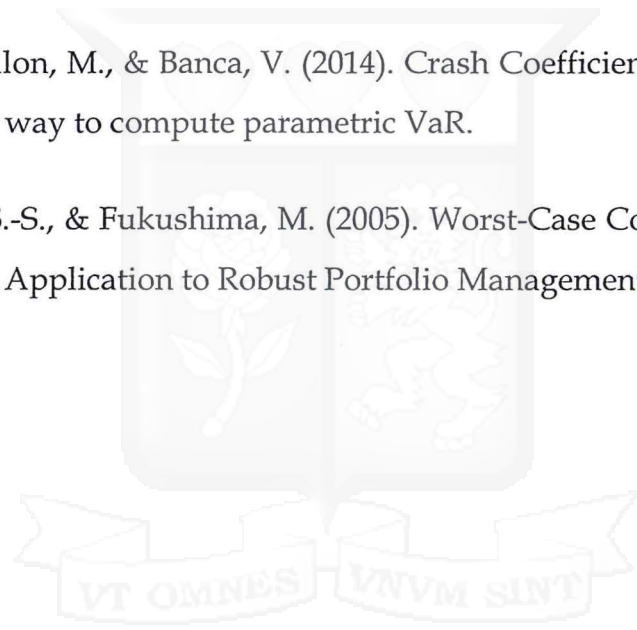 lon, M., & Banca, V. (2014). Crash Coefficien
way to compute parametric VaR.
.-S., & Fukushima, M. (2005). Worst-Case Co
Application to Robust Portfolio Managemen
VT OMNES VNVM SINT